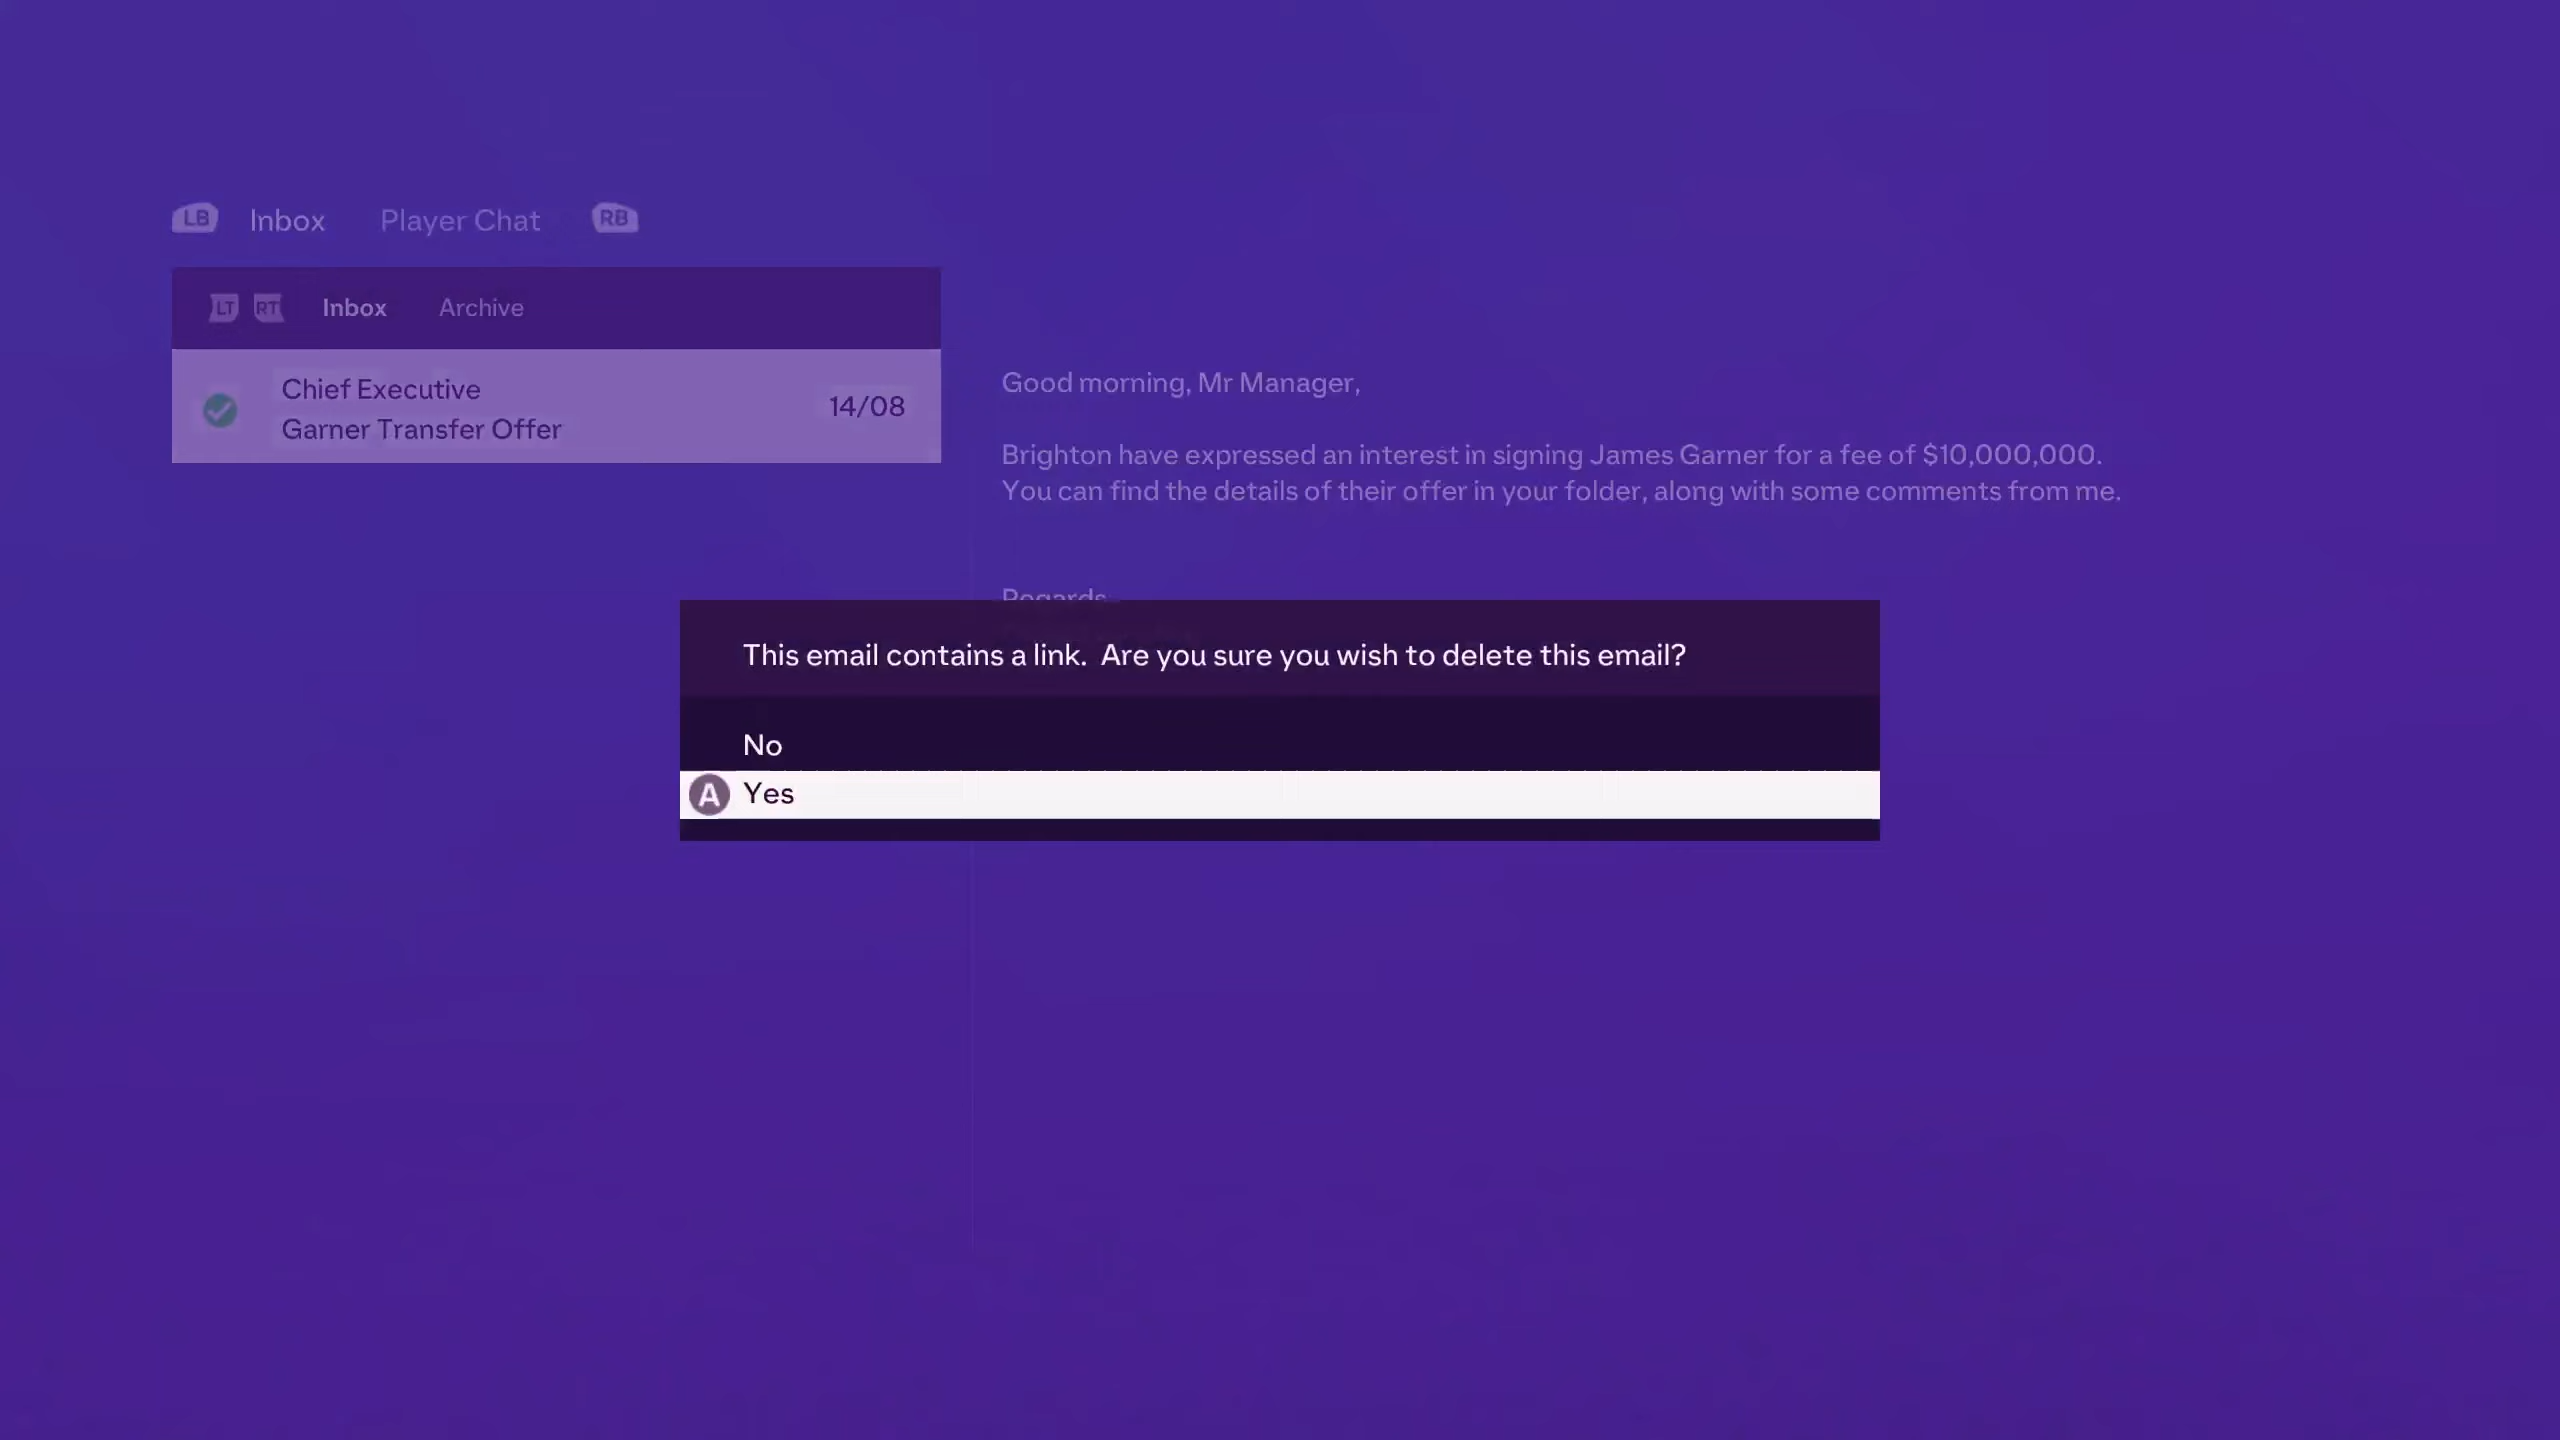 LB Inbox Player Chat RB
LT RT Inbox Archive
Chief Executive
Garner Transfer Offer
14/08
Good morning, Mr Manager,
Brighton have expressed an interest in signing James Garner for a fee of $10,000,000.
You can find the details of their offer in your folder, along with some comments from me.
Regards
This email contains a link.  Are you sure you wish to delete this email?
No
A Yes